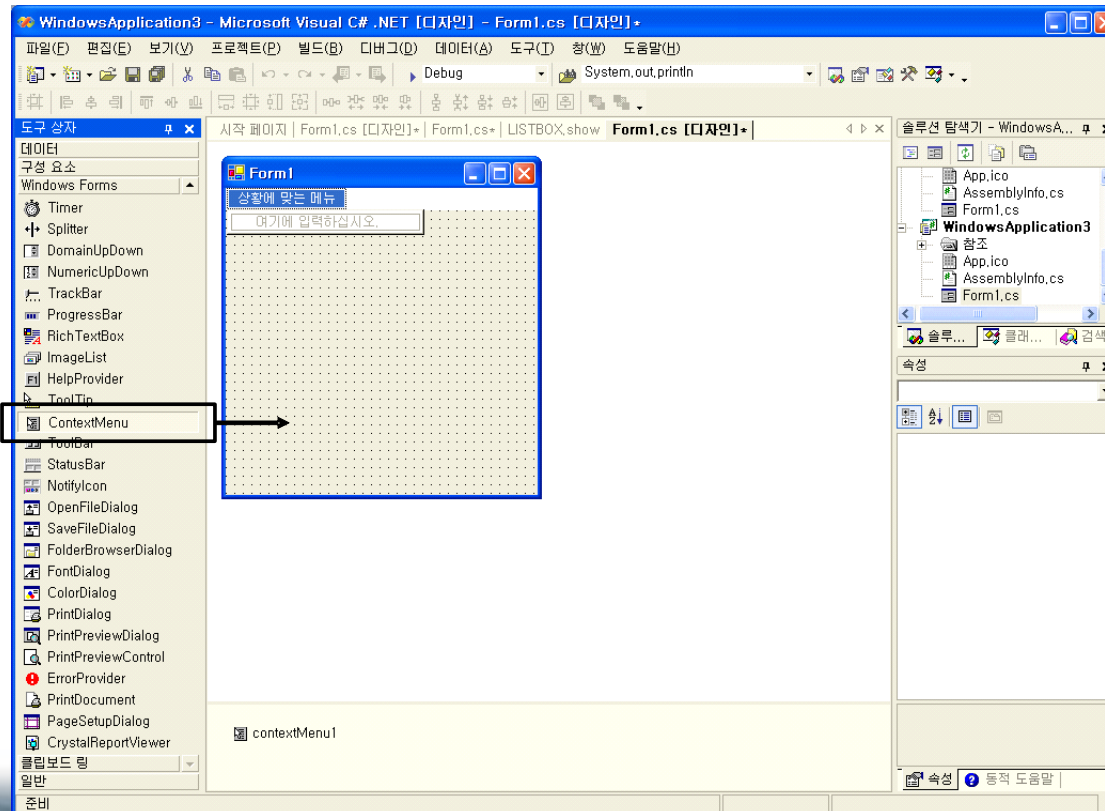 WindowsApplication3 - Microsoft Visual C# .NET [디자인] - Form1.cs [디자인]*
파일(F) 편집(E) 보기(V) 프로젝트(P) 빌드(B) 디버그(D) 데이터(A) 도구(T) 창(W) 도움말(H)
Debug System.out.println
도구 상자
데이터
구성 요소
Windows Forms
Timer
Splitter
DomainUpDown
NumericUpDown
TrackBar
ProgressBar
RichTextBox
ImageList
HelpProvider
ToolTip
ContextMenu
ToolBar
StatusBar
NotifyIcon
OpenFileDialog
SaveFileDialog
FolderBrowserDialog
FontDialog
ColorDialog
PrintDialog
PrintPreviewDialog
PrintPreviewControl
ErrorProvider
PrintDocument
PageSetupDialog
CrystalReportViewer
클립보드 링
일반
시작 페이지 | Form1.cs [디자인]* | Form1.cs* | LISTBOX.show Form1.cs [디자인]*
Form1
상황에 맞는 메뉴
여기에 입력하십시오.
contextMenu1
솔루션 탐색기 - WindowsA...
App.ico
AssemblyInfo.cs
Form1.cs
WindowsApplication3
참조
App.ico
AssemblyInfo.cs
Form1.cs
솔루... 클래... 검색
속성
속성 동적 도움말
준비